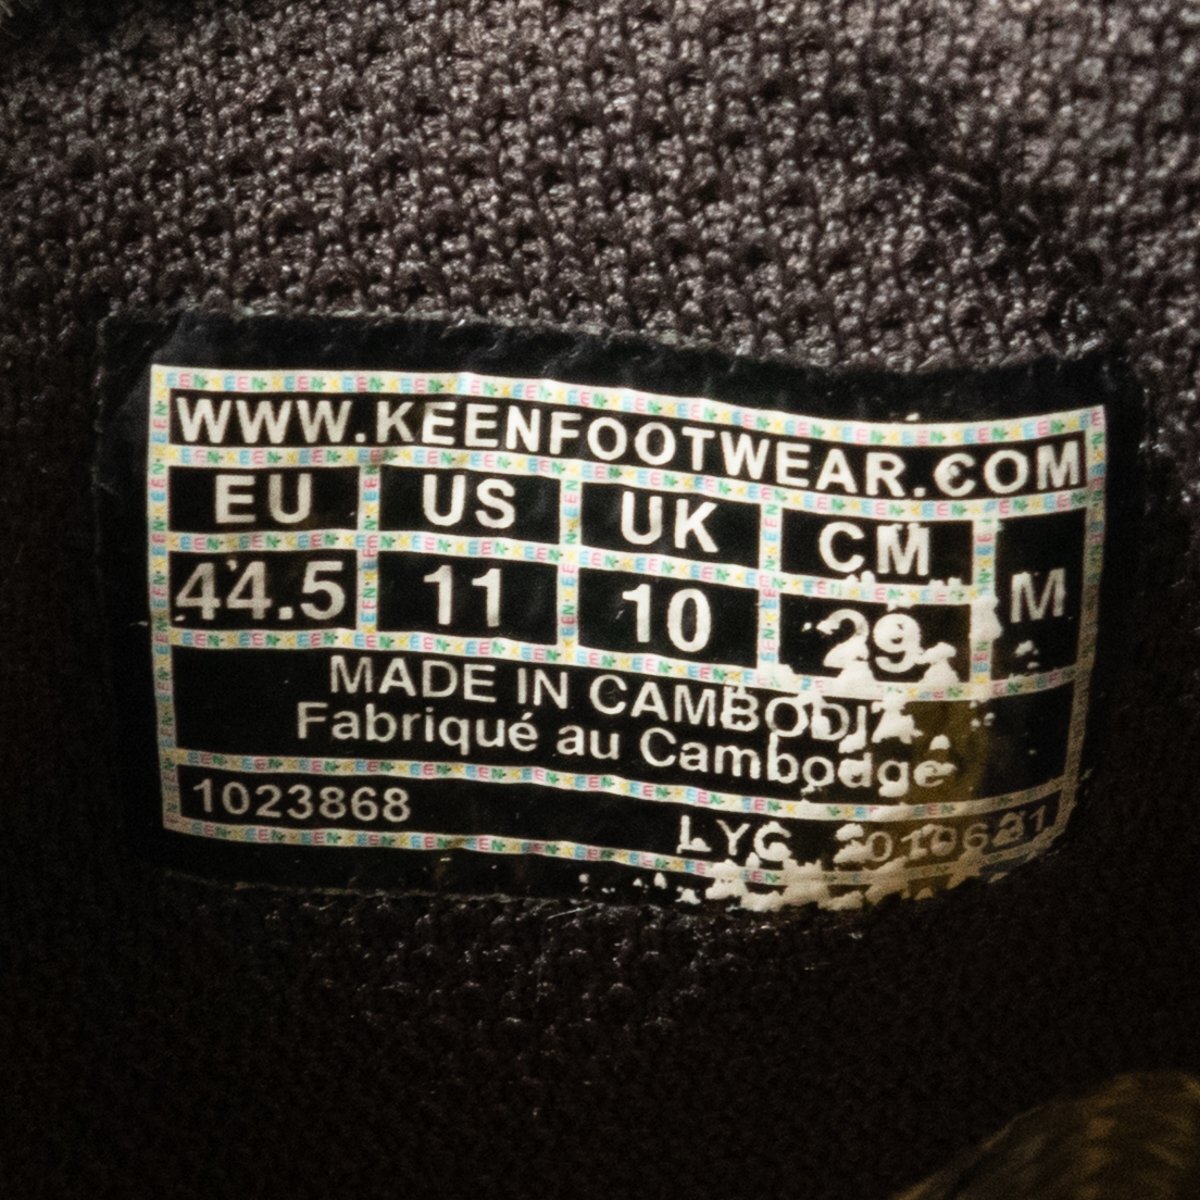 WWW.KEENFOOTWEAR.COM
EU US UK CM M
44.5 11 10 29
MADE IN CAMBODIA
Fabriqué au Cambodge
1023868 LYC